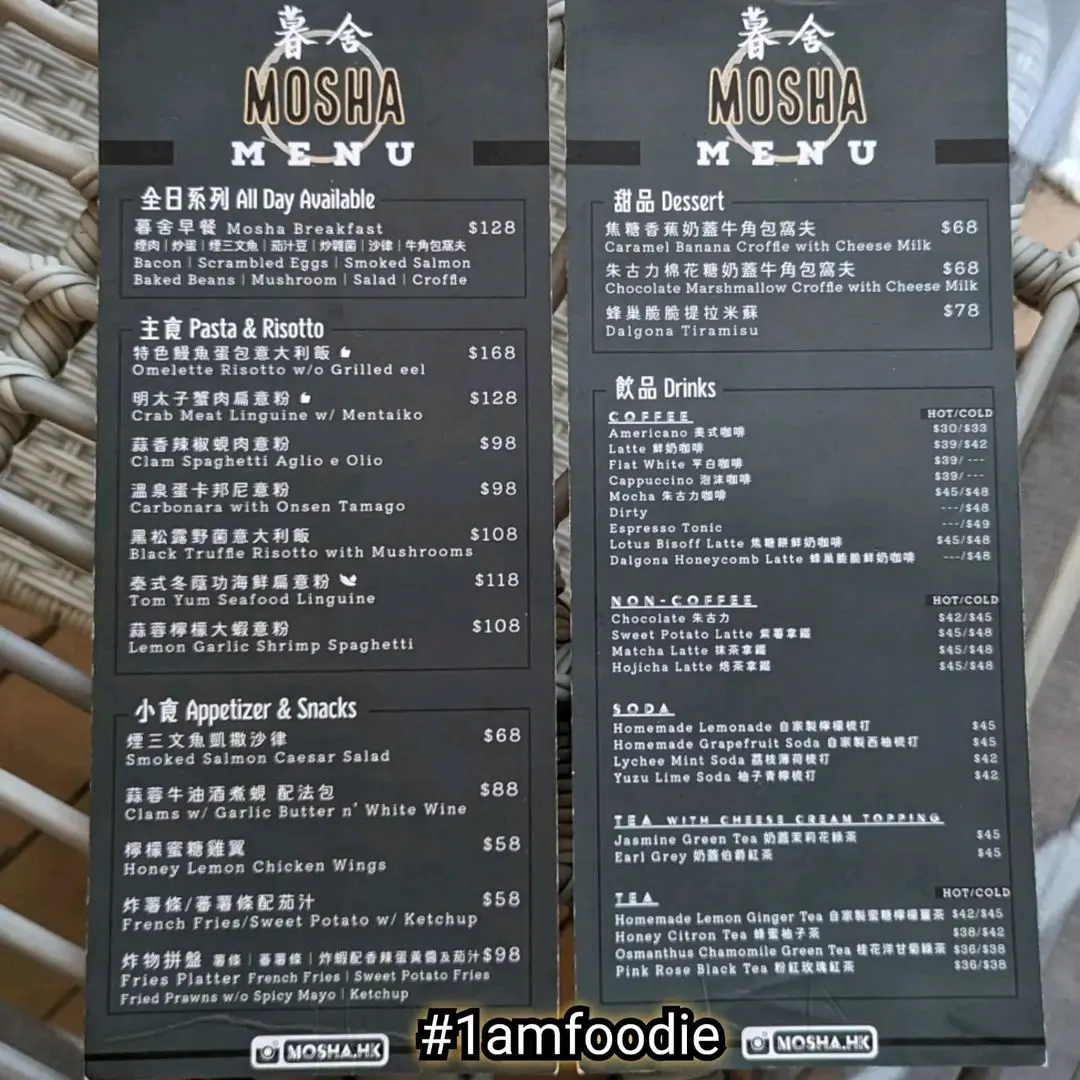 暮舍
MOSHA
MENU
全日系列 All Day Available
暮舍早餐 Mosha Breakfast $128
煙肉 | 炒蛋 | 煙三文魚 | 茄汁豆 | 炒雜菌 | 沙律 | 牛角包窩夫
Bacon | Scrambled Eggs | Smoked Salmon
Baked Beans | Mushroom | Salad | Croffle
主食 Pasta & Risotto
特色鰻魚蛋包意大利飯 $168
Omelette Risotto w/o Grilled eel
明太子蟹肉扁意粉 $128
Crab Meat Linguine w/ Mentaiko
蒜香辣椒蜆肉意粉 $98
Clam Spaghetti Aglio e Olio
溫泉蛋卡邦尼意粉 $98
Carbonara with Onsen Tamago
黑松露野菌意大利飯 $108
Black Truffle Risotto with Mushrooms
泰式冬蔭功海鮮扁意粉 $118
Tom Yum Seafood Linguine
蒜蓉檸檬大蝦意粉 $108
Lemon Garlic Shrimp Spaghetti
小食 Appetizer & Snacks
煙三文魚凱撒沙律 $68
Smoked Salmon Caesar Salad
蒜蓉牛油酒煮蜆 配法包 $88
Clams w/ Garlic Butter n' White Wine
檸檬蜜糖雞翼 $58
Honey Lemon Chicken Wings
炸薯條/蕃薯條配茄汁 $58
French Fries/Sweet Potato w/ Ketchup
炸物拼盤 薯條 | 蕃薯條 | 炸蝦配香辣蛋黃醬及茄汁 $98
Fries Platter French Fries | Sweet Potato Fries
Fried Prawns w/o Spicy Mayo | Ketchup
MOSHA.HK
暮舍
MOSHA
MENU
甜品 Dessert
焦糖香蕉奶蓋牛角包窩夫 $68
Caramel Banana Croffle with Cheese Milk
朱古力棉花糖奶蓋牛角包窩夫 $68
Chocolate Marshmallow Croffle with Cheese Milk
蜂巢脆脆提拉米蘇 $78
Dalgona Tiramisu
飲品 Drinks
COFFEE HOT/COLD
Americano 美式咖啡 $30/$33
Latte 鮮奶咖啡 $39/$42
Flat White 平白咖啡 $39/ ---
Cappuccino 泡沫咖啡 $39/ ---
Mocha 朱古力咖啡 $45/$48
Dirty ---/$48
Espresso Tonic ---/$49
Lotus Bisoff Latte 焦糖餅鮮奶咖啡 $45/$48
Dalgona Honeycomb Latte 蜂巢脆脆鮮奶咖啡 ---/$48
NON-COFFEE HOT/COLD
Chocolate 朱古力 $42/$45
Sweet Potato Latte 紫薯拿鐵 $45/$48
Matcha Latte 抹茶拿鐵 $45/$48
Hojicha Latte 焙茶拿鐵 $45/$48
SODA
Homemade Lemonade 自家製檸檬梳打 $45
Homemade Grapefruit Soda 自家製西柚梳打 $45
Lychee Mint Soda 荔枝薄荷梳打 $42
Yuzu Lime Soda 柚子青檸梳打 $42
TEA WITH CHEESE CREAM TOPPING
Jasmine Green Tea 奶蓋茉莉花綠茶 $45
Earl Grey 奶蓋伯爵紅茶 $45
TEA HOT/COLD
Homemade Lemon Ginger Tea 自家製蜜糖檸檬薑茶 $42/$45
Honey Citron Tea 蜂蜜柚子茶 $38/$42
Osmanthus Chamomile Green Tea 桂花洋甘菊綠茶 $36/$38
Pink Rose Black Tea 粉紅玫瑰紅茶 $36/$38
MOSHA.HK
#1amfoodie